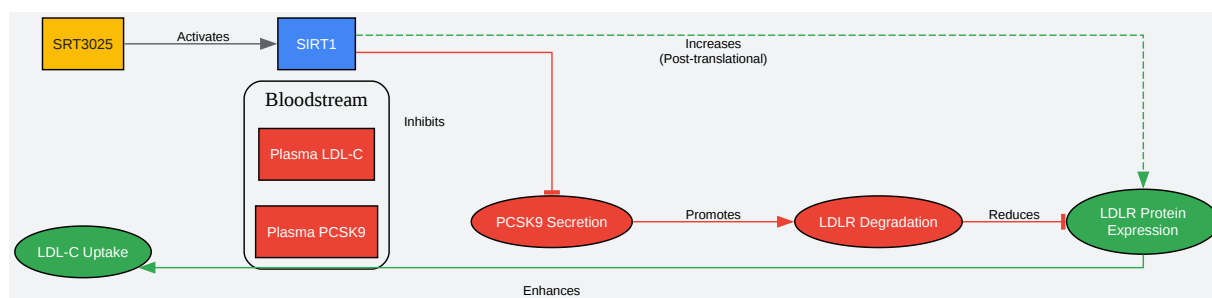 SRT3025
Activates
SIRT1
Increases
(Post-translational)
Bloodstream
Inhibits
Plasma LDL-C
Plasma PCSK9
PCSK9 Secretion
Promotes
LDLR Degradation
Reduces
LDLR Protein
Expression
LDL-C Uptake
Enhances